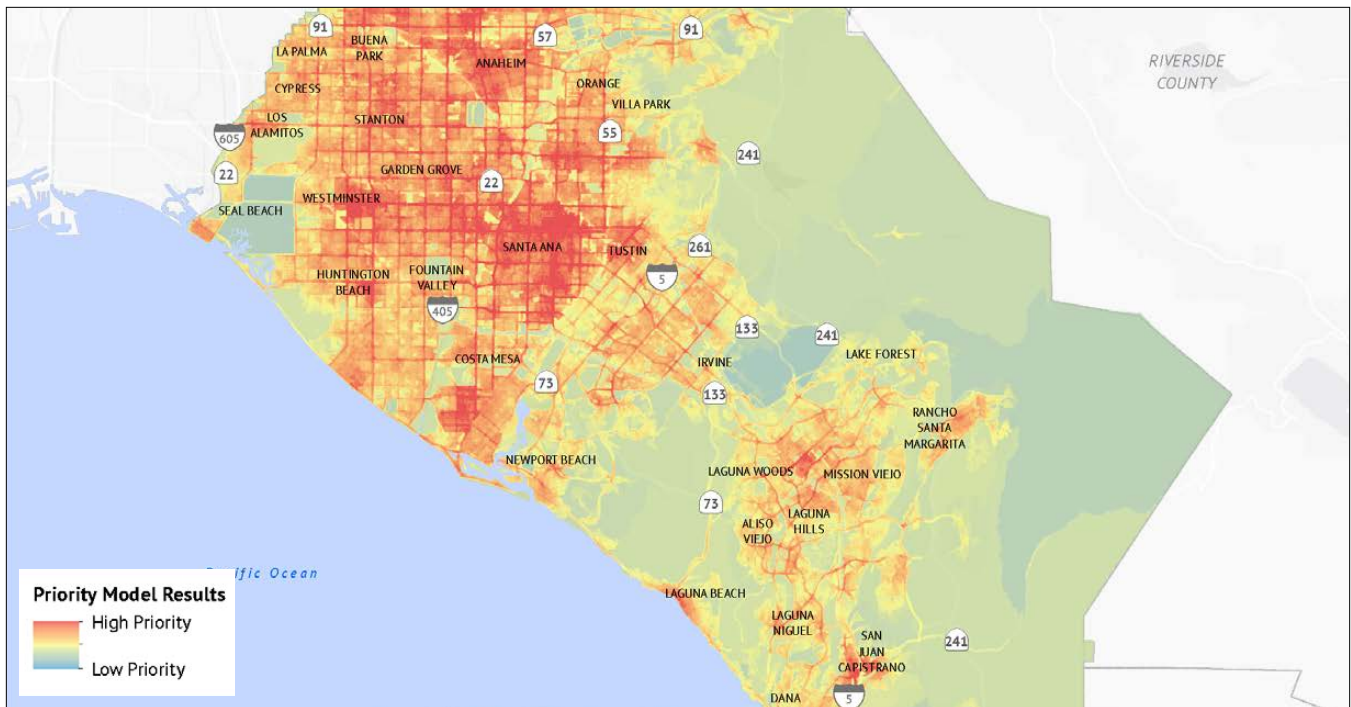 91
57
91
BUENA
PARK
LA PALMA
ANAHEIM
RIVERSIDE
COUNTY
CYPRESS
ORANGE
VILLA PARK
LOS
ALAMITOS
STANTON
605
55
241
GARDEN GROVE
22
22
WESTMINSTER
SEAL BEACH
SANTA ANA
TUSTIN
261
HUNTINGTON
BEACH
FOUNTAIN
VALLEY
5
405
133
241
COSTA MESA
IRVINE
LAKE FOREST
73
133
RANCHO
SANTA
MARGARITA
NEWPORT BEACH
LAGUNA WOODS
MISSION VIEJO
73
ALISO
VIEJO
LAGUNA
HILLS
ific Ocean
LAGUNA BEACH
LAGUNA
NIGUEL
SAN
JUAN
CAPISTRANO
241
DANA
5
Priority Model Results
High Priority
Low Priority